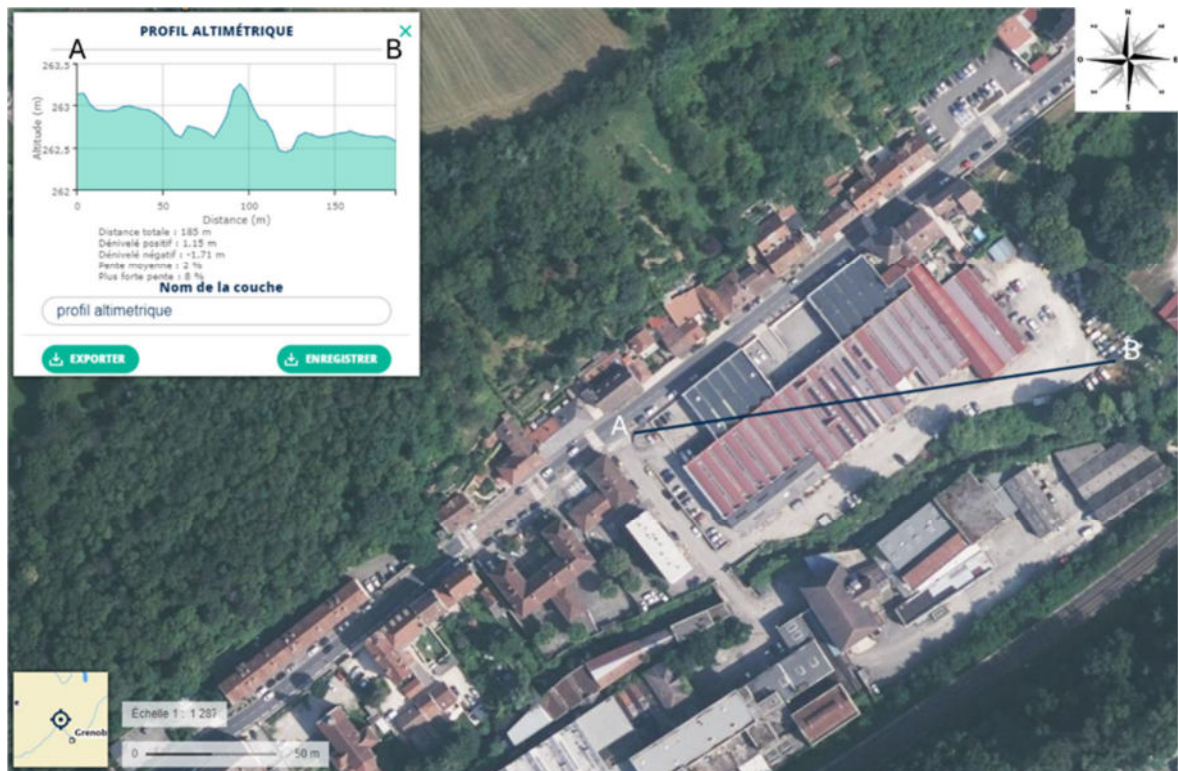 PROFIL ALTIMÉTRIQUE
A B
263,5
263
262,5
262
Altitude (m)
0 50 100 150
Distance (m)
Distance totale : 185 m
Dénivelé positif : 1,15 m
Dénivelé négatif : -1,71 m
Pente moyenne : 2 %
Plus forte pente : 8 %
Nom de la couche
profil altimetrique
EXPORTER
ENREGISTRER
N
O E
S
A
B
Grenob
Échelle 1 : 1 287
0 50 m